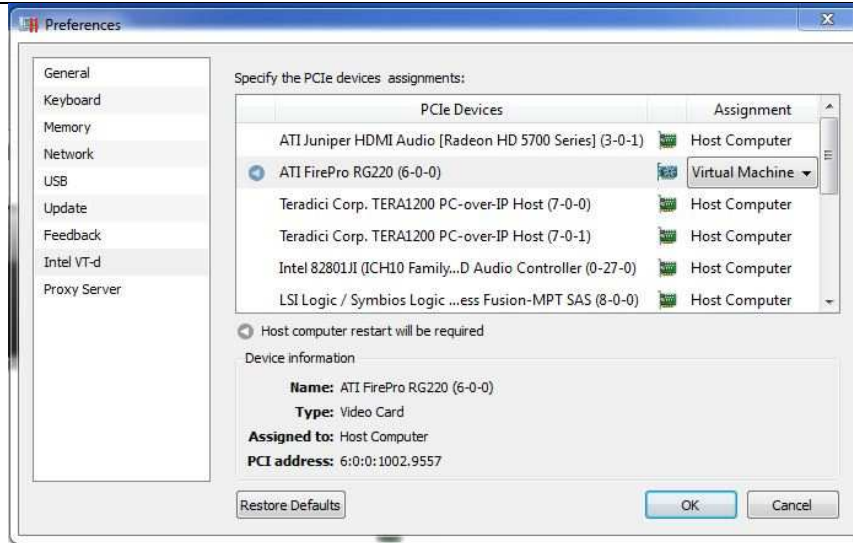 Preferences
General
Keyboard
Memory
Network
USB
Update
Feedback
Intel VT-d
Proxy Server
Specify the PCIe devices assignments:
PCIe Devices Assignment
ATI Juniper HDMI Audio [Radeon HD 5700 Series] (3-0-1) Host Computer
ATI FirePro RG220 (6-0-0) Virtual Machine
Teradici Corp. TERA1200 PC-over-IP Host (7-0-0) Host Computer
Teradici Corp. TERA1200 PC-over-IP Host (7-0-1) Host Computer
Intel 82801JI (ICH10 Family...D Audio Controller (0-27-0) Host Computer
LSI Logic / Symbios Logic ...ess Fusion-MPT SAS (8-0-0) Host Computer
Host computer restart will be required
Device information
Name: ATI FirePro RG220 (6-0-0)
Type: Video Card
Assigned to: Host Computer
PCI address: 6:0:0:1002.9557
Restore Defaults OK Cancel